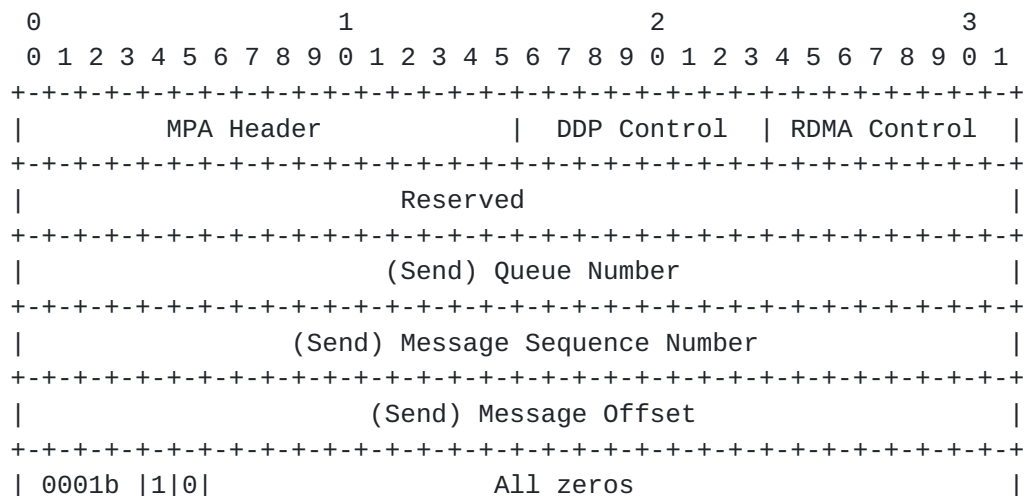 0                   1                   2                   3
 0 1 2 3 4 5 6 7 8 9 0 1 2 3 4 5 6 7 8 9 0 1 2 3 4 5 6 7 8 9 0 1
+-+-+-+-+-+-+-+-+-+-+-+-+-+-+-+-+-+-+-+-+-+-+-+-+-+-+-+-+-+-+-+-+
|         MPA Header            |  DDP Control  | RDMA Control  |
+-+-+-+-+-+-+-+-+-+-+-+-+-+-+-+-+-+-+-+-+-+-+-+-+-+-+-+-+-+-+-+-+
|                        Reserved                               |
+-+-+-+-+-+-+-+-+-+-+-+-+-+-+-+-+-+-+-+-+-+-+-+-+-+-+-+-+-+-+-+-+
|                       (Send) Queue Number                     |
+-+-+-+-+-+-+-+-+-+-+-+-+-+-+-+-+-+-+-+-+-+-+-+-+-+-+-+-+-+-+-+-+
|                 (Send) Message Sequence Number                |
+-+-+-+-+-+-+-+-+-+-+-+-+-+-+-+-+-+-+-+-+-+-+-+-+-+-+-+-+-+-+-+-+
|                      (Send) Message Offset                    |
+-+-+-+-+-+-+-+-+-+-+-+-+-+-+-+-+-+-+-+-+-+-+-+-+-+-+-+-+-+-+-+-+
| 0001b |1|0|                  All zeros                        |